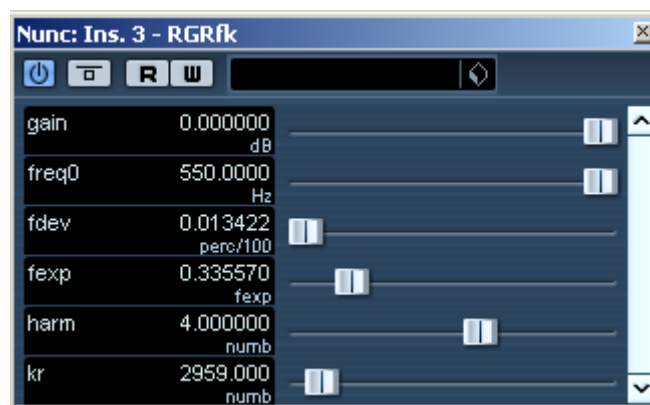 Nunc: Ins. 3 - RGRfk
R W
gain 0.000000
dB
freq0 550.0000
Hz
fdev 0.013422
perc/100
fexp 0.335570
fexp
harm 4.000000
numb
kr 2959.000
numb